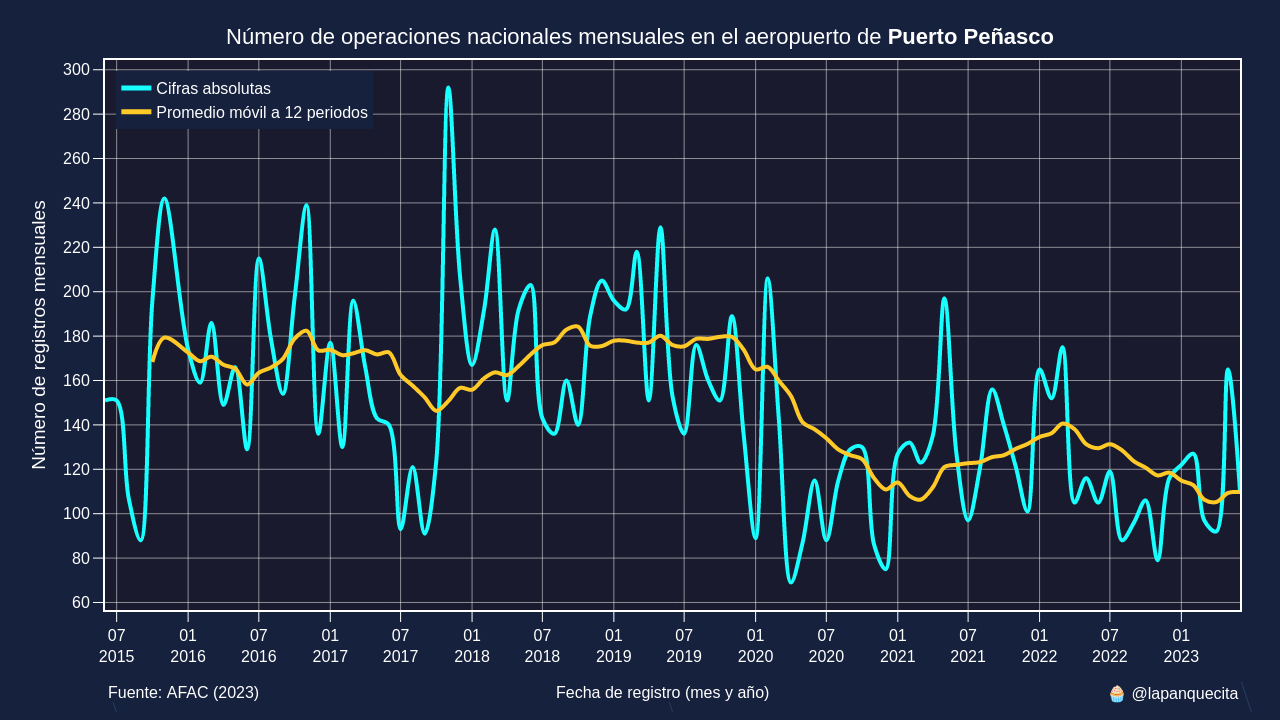 Número de operaciones nacionales mensuales en el aeropuerto de Puerto Peñasco
Cifras absolutas
Promedio móvil a 12 periodos
Número de registros mensuales
300
280
260
240
220
200
180
160
140
120
100
80
60
07 01 07 01 07 01 07 01 07 01 07 01 07 01 07 01
2015 2016 2016 2017 2017 2018 2018 2019 2019 2020 2020 2021 2021 2022 2022 2023
Fuente: AFAC (2023)
Fecha de registro (mes y año)
🧁 @lapanquecita